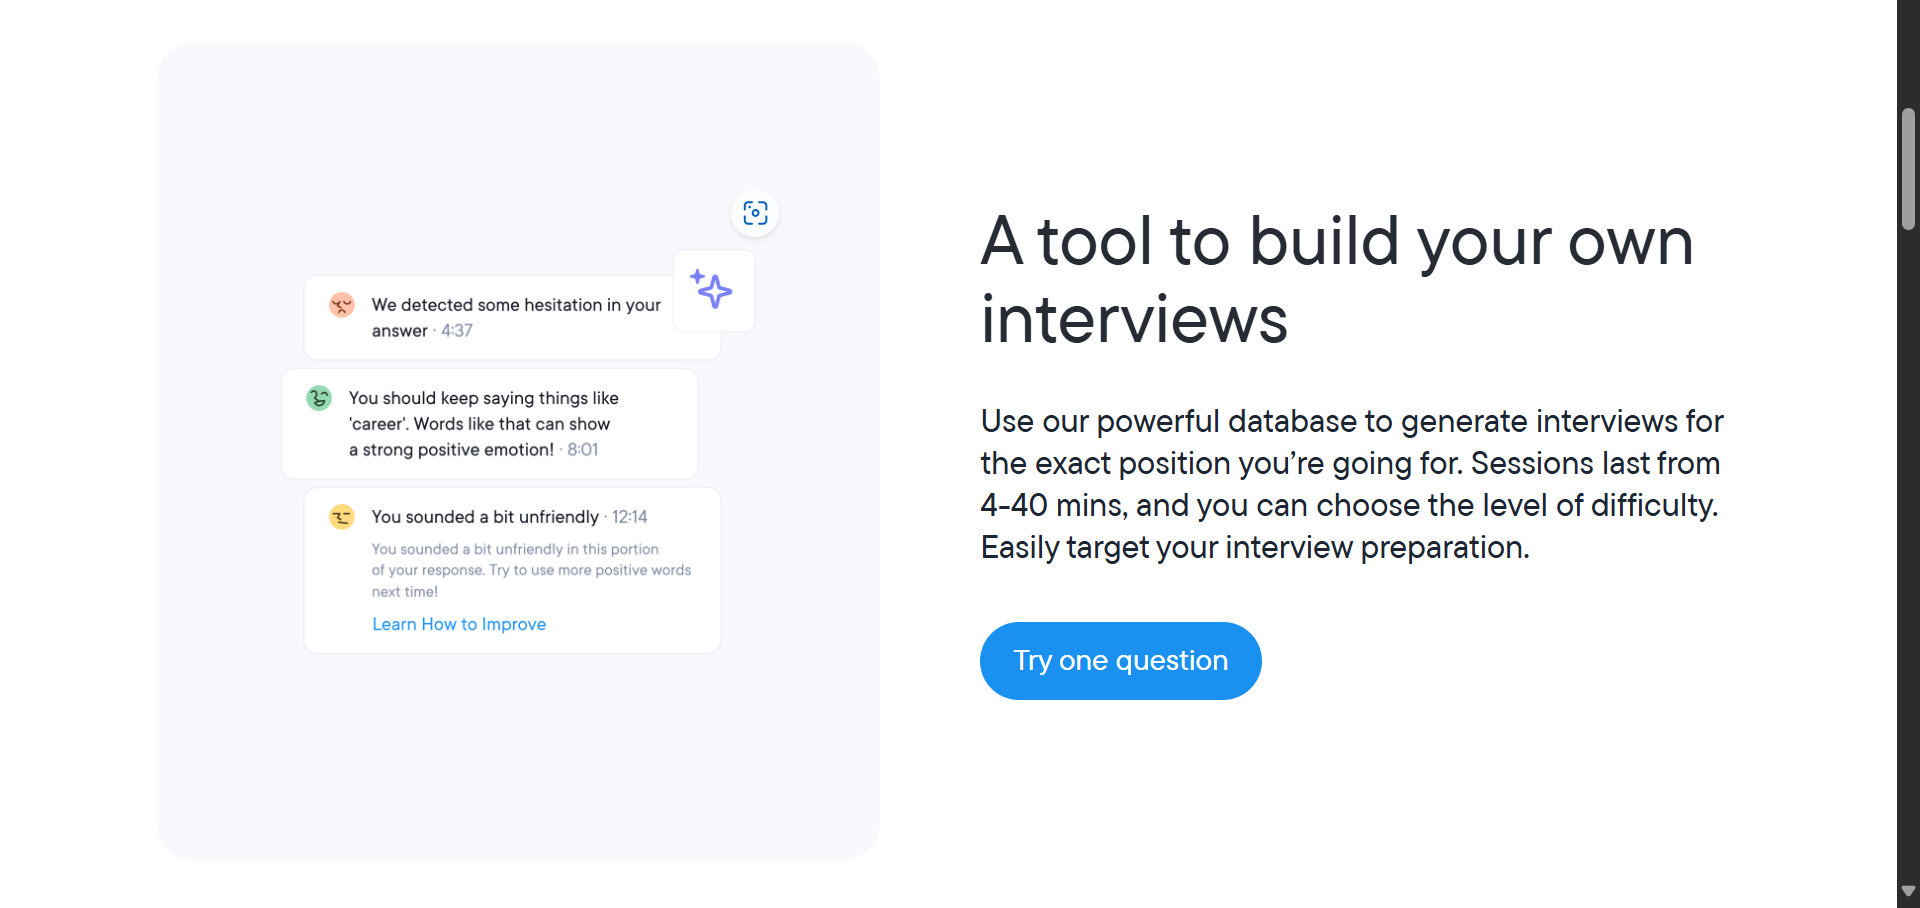 We detected some hesitation in your
answer · 4:37
You should keep saying things like
'career'. Words like that can show
a strong positive emotion! · 8:01
You sounded a bit unfriendly · 12:14
You sounded a bit unfriendly in this portion
of your response. Try to use more positive words
next time!
Learn How to Improve
A tool to build your own
interviews
Use our powerful database to generate interviews for
the exact position you’re going for. Sessions last from
4-40 mins, and you can choose the level of difficulty.
Easily target your interview preparation.
Try one question